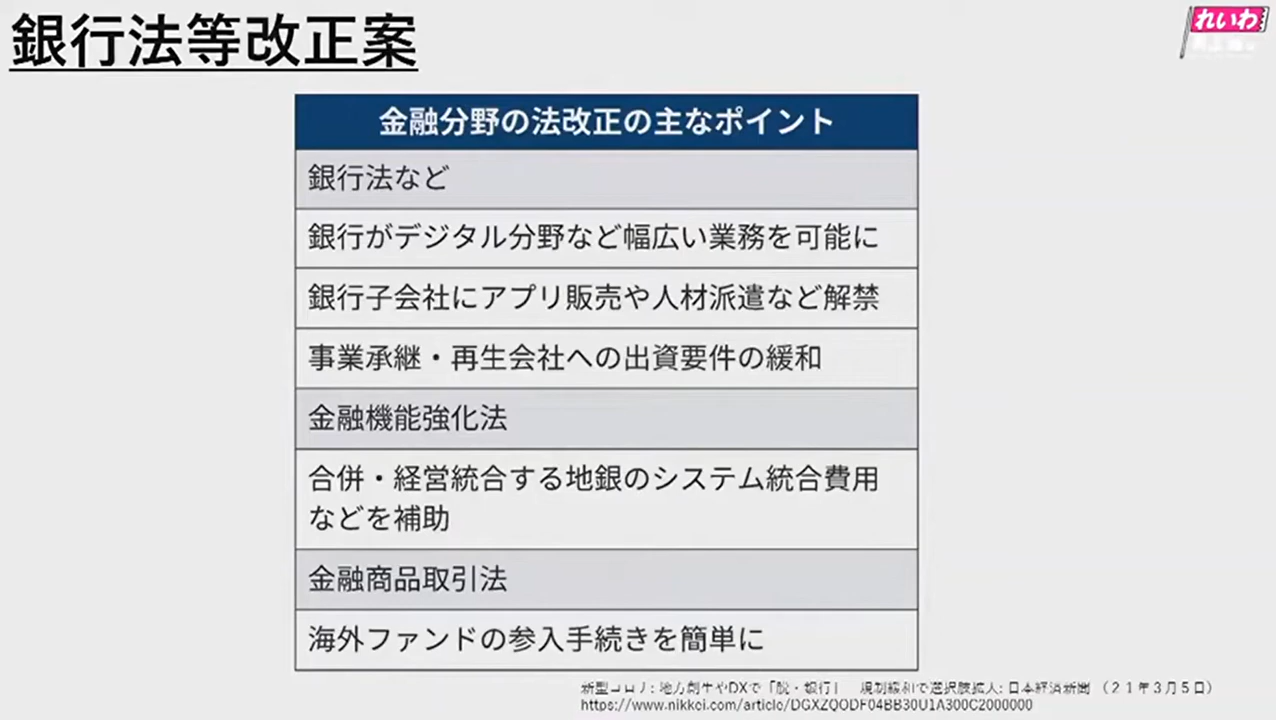 銀行法等改正案
れいわ
金融分野の法改正の主なポイント
銀行法など
銀行がデジタル分野など幅広い業務を可能に
銀行子会社にアプリ販売や人材派遣など解禁
事業承継・再生会社への出資要件の緩和
金融機能強化法
合併・経営統合する地銀のシステム統合費用
などを補助
金融商品取引法
海外ファンドの参入手続きを簡単に
新型コロナ: 地方創生やDXで「脱・銀行」 規制緩和で選択肢拡大: 日本経済新聞 （２１年３月５日）
https://www.nikkei.com/article/DGXZQODF04BB30U1A300C2000000